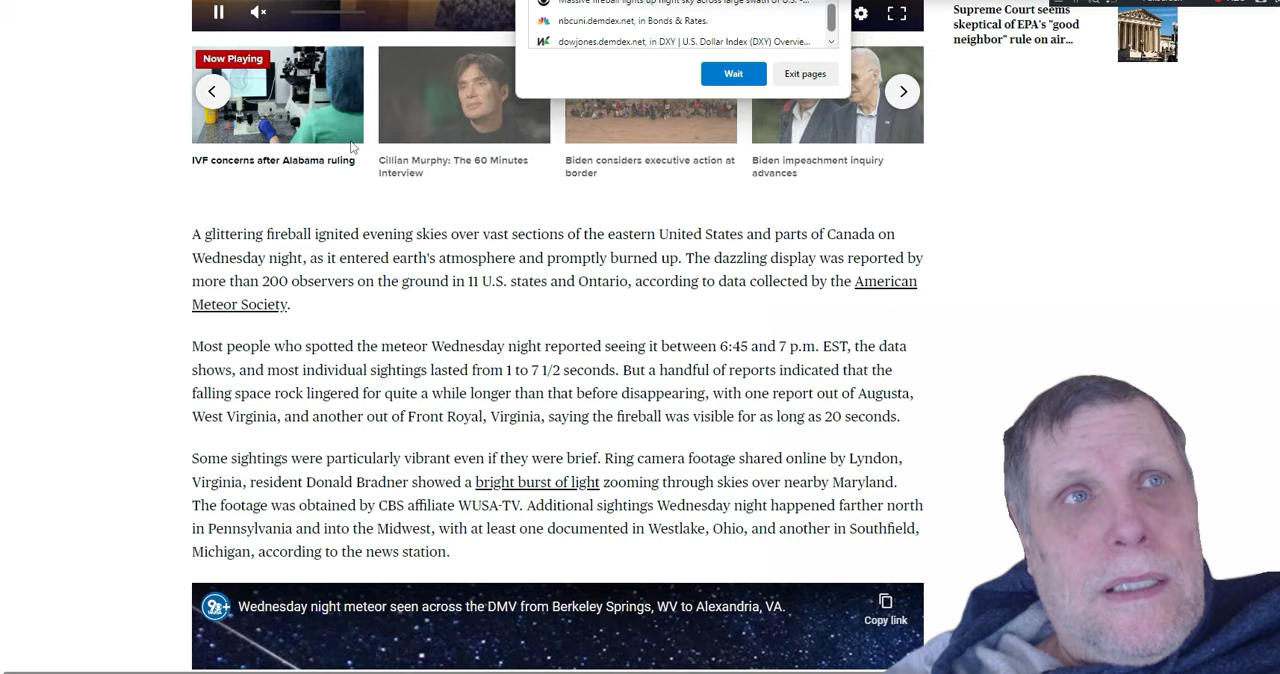 Massive fireball lights up night sky across large swath of U.S. -...
nbcuni.demdex.net, in Bonds & Rates.
dowjones.demdex.net, in DXY | U.S. Dollar Index (DXY) Overvie...
Wait
Exit pages
Supreme Court seems
skeptical of EPA's "good
neighbor" rule on air...
Now Playing
IVF concerns after Alabama ruling
Cillian Murphy: The 60 Minutes
Interview
Biden considers executive action at
border
Biden impeachment inquiry
advances
A glittering fireball ignited evening skies over vast sections of the eastern United States and parts of Canada on
Wednesday night, as it entered earth's atmosphere and promptly burned up. The dazzling display was reported by
more than 200 observers on the ground in 11 U.S. states and Ontario, according to data collected by the American
Meteor Society.
Most people who spotted the meteor Wednesday night reported seeing it between 6:45 and 7 p.m. EST, the data
shows, and most individual sightings lasted from 1 to 7 1/2 seconds. But a handful of reports indicated that the
falling space rock lingered for quite a while longer than that before disappearing, with one report out of Augusta,
West Virginia, and another out of Front Royal, Virginia, saying the fireball was visible for as long as 20 seconds.
Some sightings were particularly vibrant even if they were brief. Ring camera footage shared online by Lyndon,
Virginia, resident Donald Bradner showed a bright burst of light zooming through skies over nearby Maryland.
The footage was obtained by CBS affiliate WUSA-TV. Additional sightings Wednesday night happened farther north
in Pennsylvania and into the Midwest, with at least one documented in Westlake, Ohio, and another in Southfield,
Michigan, according to the news station.
Wednesday night meteor seen across the DMV from Berkeley Springs, WV to Alexandria, VA.
Copy link